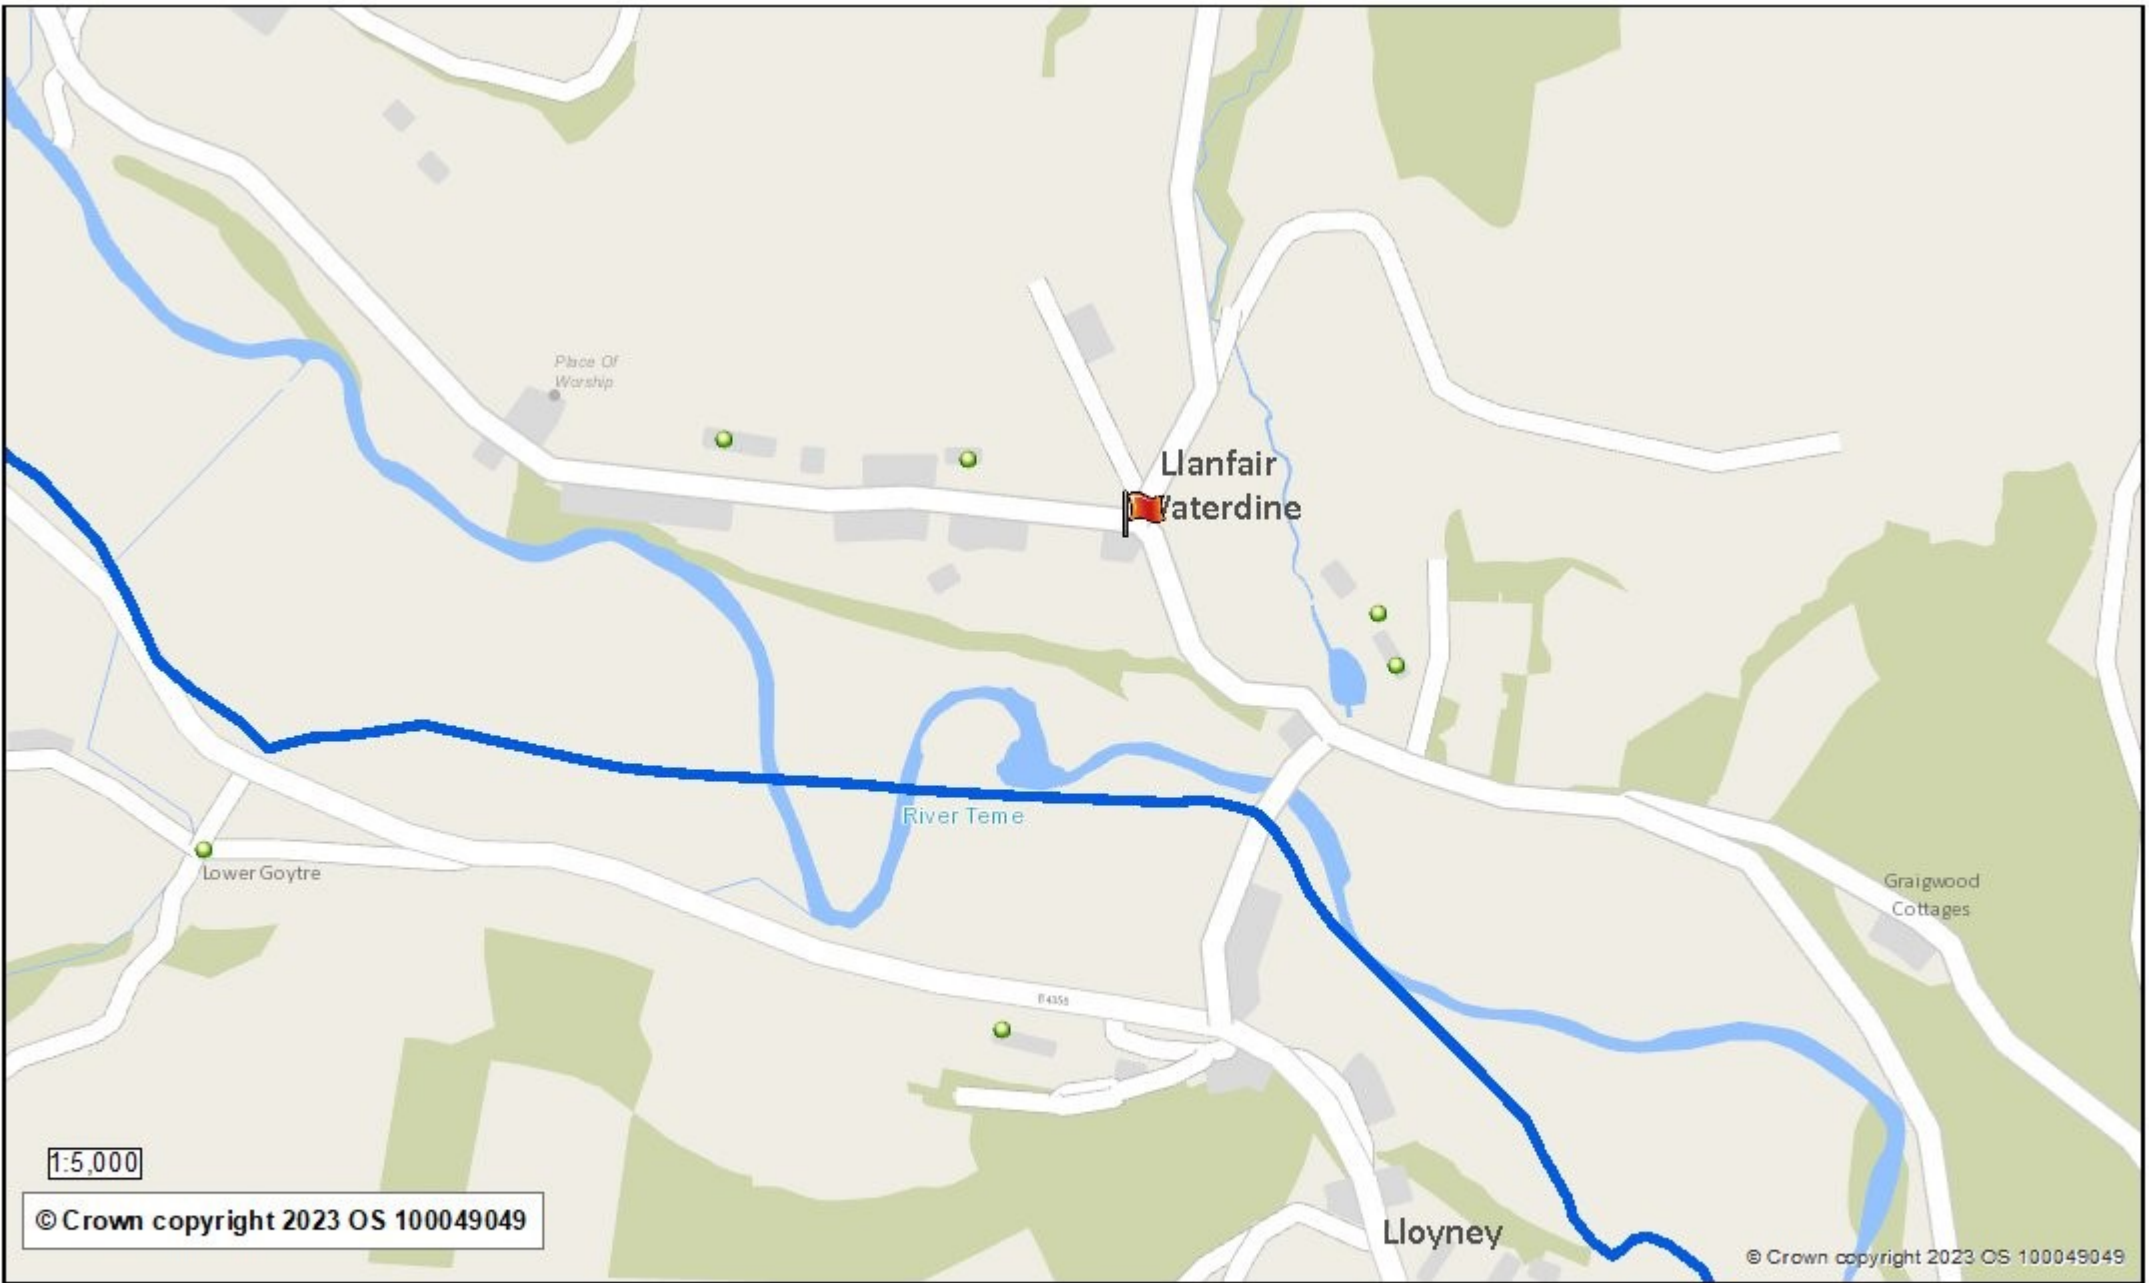 Place Of
Worship
Llanfair
Waterdine
River Teme
Lower Goytre
Graigwood
Cottages
1:5,000
Lloyney
© Crown copyright 2023 OS 100049049
© Crown copyright 2023 OS 100049049